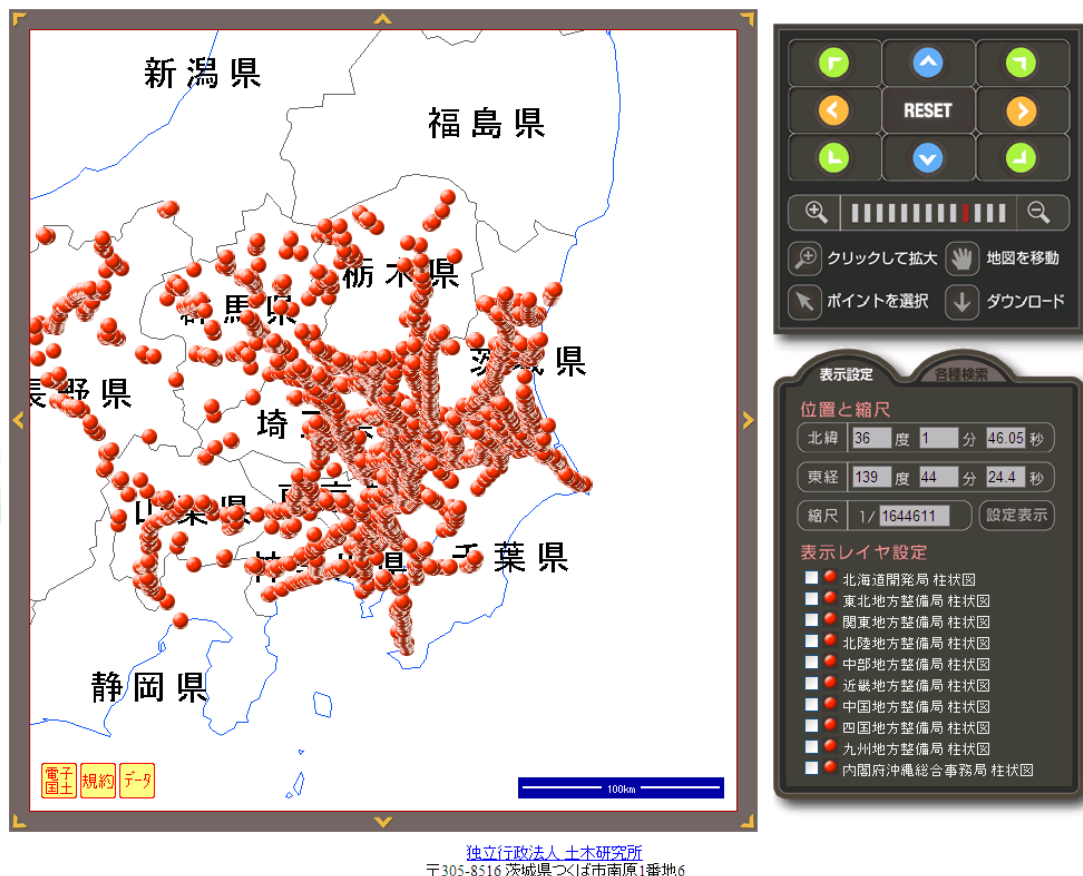 新潟県
福島県
栃木県
群馬県
茨城県
長野県
埼
山梨県
千葉県
静岡県
電子国土
規約
データ
100km
RESET
クリックして拡大
地図を移動
ポイントを選択
ダウンロード
表示設定
各種検索
位置と縮尺
北緯 36 度 1 分 46.05 秒
東経 139 度 44 分 24.4 秒
縮尺 1/ 1644611 設定表示
表示レイヤ設定
北海道開発局 柱状図
東北地方整備局 柱状図
関東地方整備局 柱状図
北陸地方整備局 柱状図
中部地方整備局 柱状図
近畿地方整備局 柱状図
中国地方整備局 柱状図
四国地方整備局 柱状図
九州地方整備局 柱状図
内閣府沖縄総合事務局 柱状図
独立行政法人 土木研究所
〒305-8516 茨城県つくば市南原1番地6